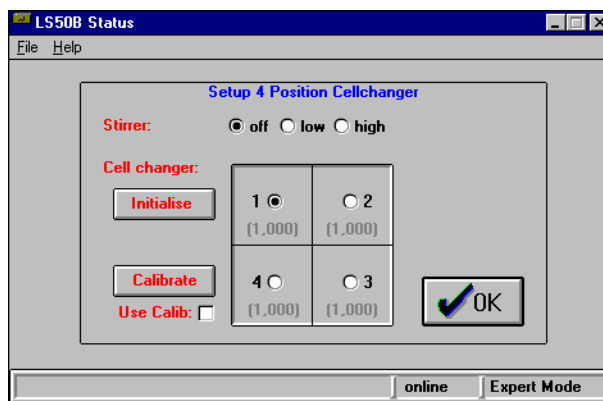 LS50B Status
File Help
Setup 4 Position Cellchanger
Stirrer: off low high
Cell changer:
Initialise 1 2
(1,000) (1,000)
Calibrate 4 3
Use Calib: (1,000) (1,000)
OK
online Expert Mode